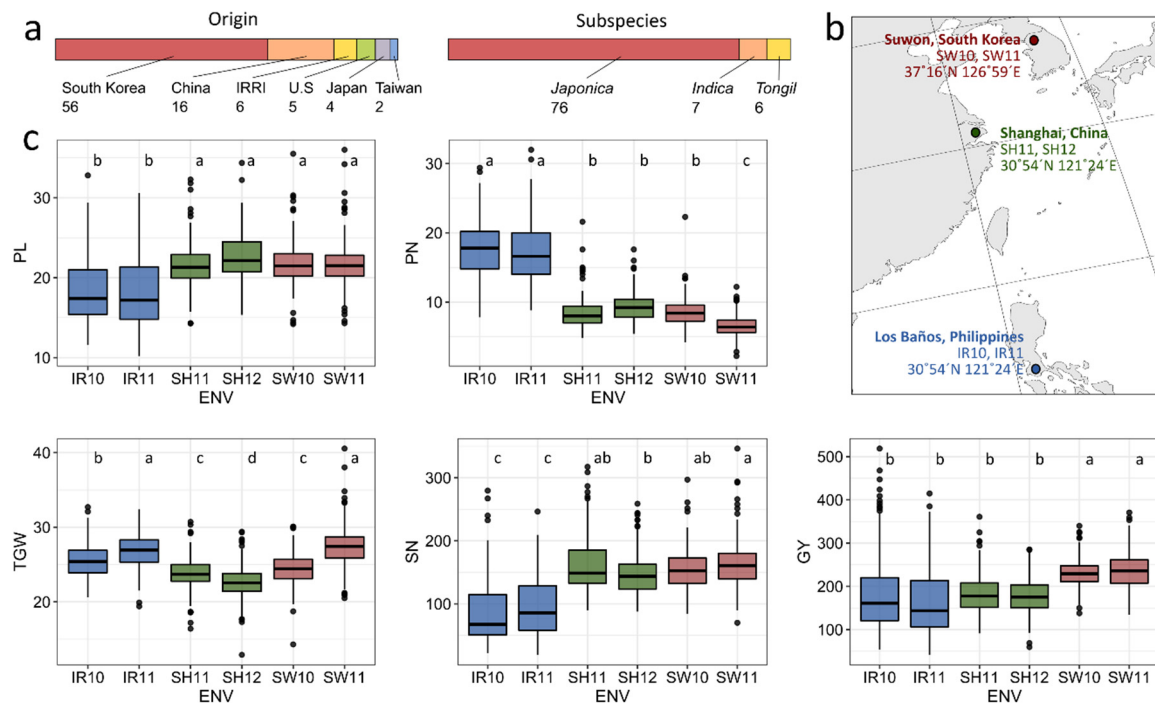 a
Origin
South Korea China IRRI U.S Japan Taiwan
56 16 6 5 4 2
Subspecies
Japonica Indica Tongil
76 7 6
b
Suwon, South Korea
SW10, SW11
37˚16´N 126˚59´E
Shanghai, China
SH11, SH12
30˚54´N 121˚24´E
Los Baños, Philippines
IR10, IR11
30˚54´N 121˚24´E
c
b b a a a a
30
20
10
PL
IR10 IR11 SH11 SH12 SW10 SW11
ENV
a a b b b c
30
20
10
PN
IR10 IR11 SH11 SH12 SW10 SW11
ENV
b a c d c a
40
30
20
TGW
IR10 IR11 SH11 SH12 SW10 SW11
ENV
c c ab b ab a
300
200
150
100
SN
IR10 IR11 SH11 SH12 SW10 SW11
ENV
b b b b a a
500
400
300
200
100
GY
IR10 IR11 SH11 SH12 SW10 SW11
ENV